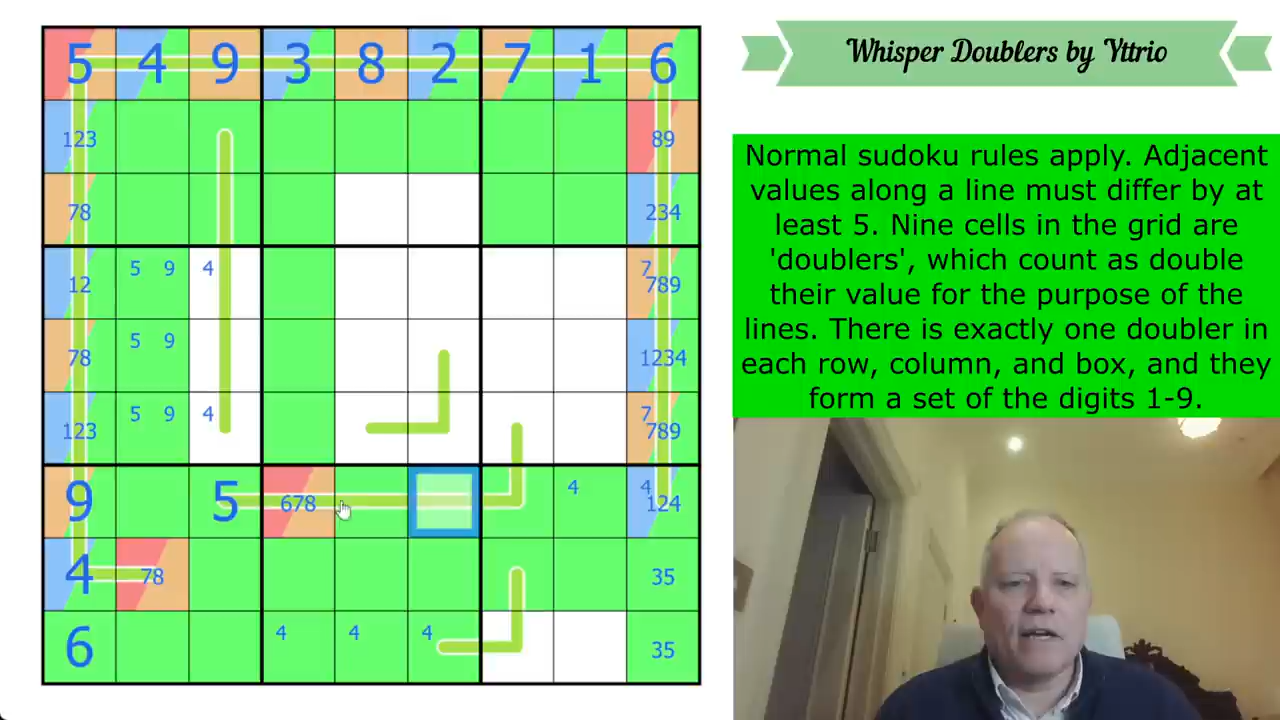 Whisper Doublers by Yttrio
5 4 9 3 8 2 7 1 6
123 89
78 234
12 5 9 4 7 789
78 5 9 1234
123 5 9 4 7 789
9 5 678 4 4 124
4 78 35
6 4 4 4 35
Normal sudoku rules apply. Adjacent
values along a line must differ by at
least 5. Nine cells in the grid are
'doublers', which count as double
their value for the purpose of the
lines. There is exactly one doubler in
each row, column, and box, and they
form a set of the digits 1-9.